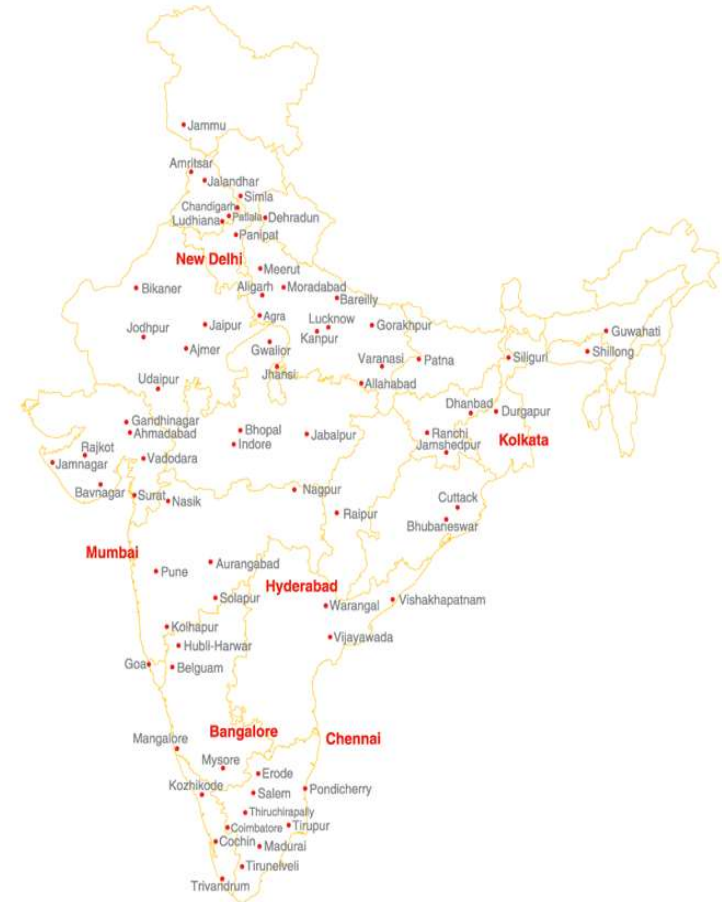 Jammu
Amritsar
Jalandhar
Simla
Chandigarh
Patiala
Ludhiana
Dehradun
Panipat
New Delhi
Meerut
Bikaner
Aligarh
Moradabad
Bareilly
Agra
Jodhpur
Jaipur
Lucknow
Gorakhpur
Kanpur
Guwahati
Ajmer
Gwalior
Varanasi
Patna
Siliguri
Shillong
Jhansi
Udaipur
Allahabad
Dhanbad
Durgapur
Gandhinagar
Ahmadabad
Bhopal
Jabalpur
Ranchi
Kolkata
Indore
Rajkot
Jamshedpur
Jamnagar
Vadodara
Bavnagar
Surat
Nasik
Nagpur
Cuttack
Raipur
Bhubaneswar
Mumbai
Aurangabad
Pune
Hyderabad
Solapur
Warangal
Vishakhapatnam
Kolhapur
Vijayawada
Hubli-Harwar
Goa
Belguam
Bangalore
Chennai
Mangalore
Mysore
Erode
Kozhikode
Salem
Pondicherry
Thiruchirapally
Coimbatore
Tirupur
Cochin
Madurai
Tirunelveli
Trivandrum